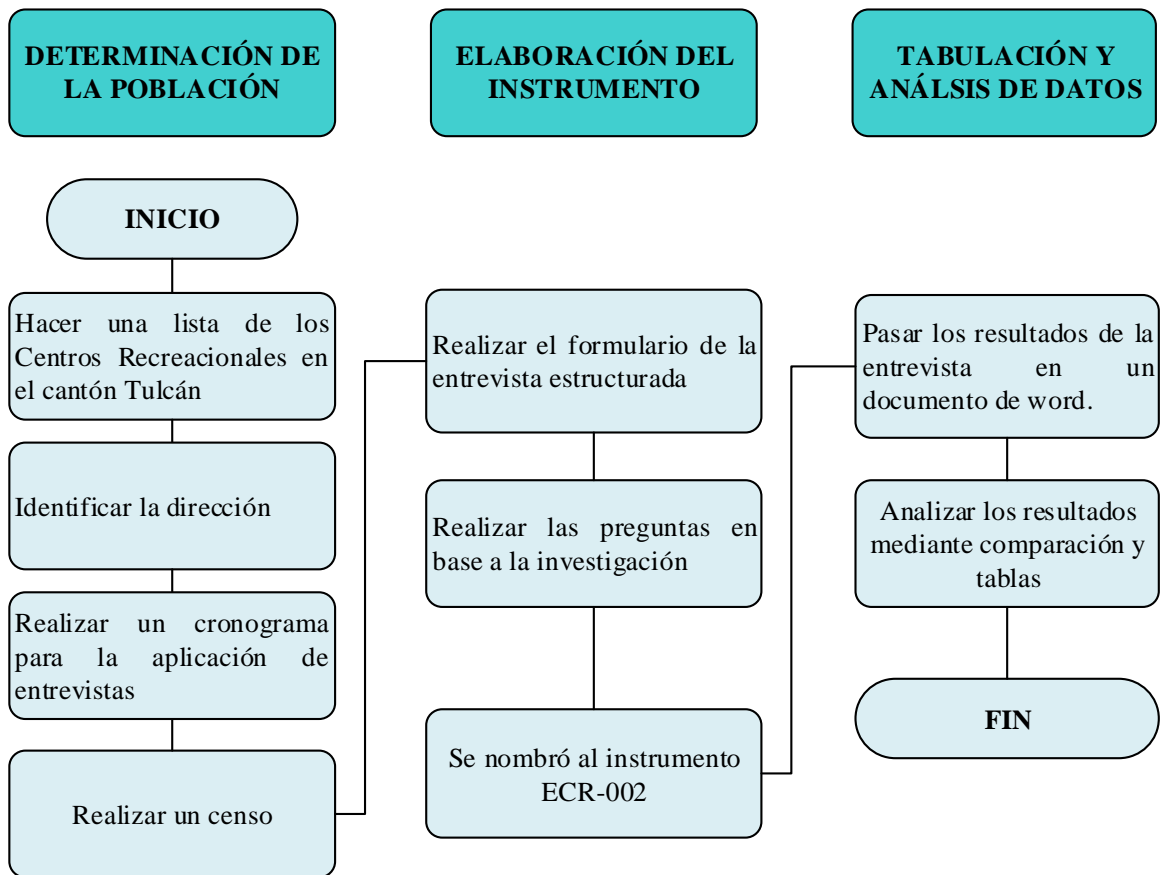 DETERMINACIÓN DE
LA POBLACIÓN
ELABORACIÓN DEL
INSTRUMENTO
TABULACIÓN Y
ANÁLSIS DE DATOS
INICIO
Hacer una lista de los
Centros Recreacionales en
el cantón Tulcán
Identificar la dirección
Realizar un cronograma
para la aplicación de
entrevistas
Realizar un censo
Realizar el formulario de la
entrevista estructurada
Realizar las preguntas en
base a la investigación
Se nombró al instrumento
ECR-002
Pasar los resultados de la
entrevista en un
documento de word.
Analizar los resultados
mediante comparación y
tablas
FIN